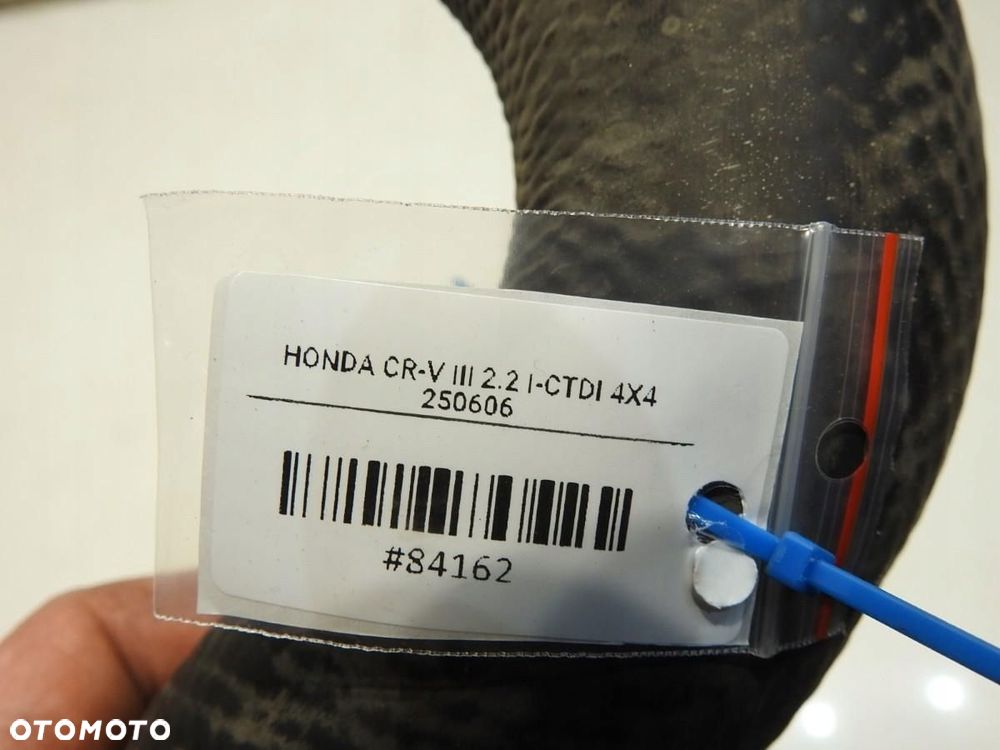 HONDA CR-V III 2.2 I-CTDI 4X4
250606
#84162
OTOMOTO